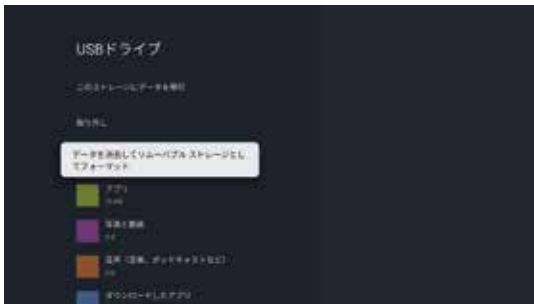 USBドライブ
このストレージにデータを移行
取り外し
データを消去してリムーバブル ストレージとし
てフォーマット
アプリ
写真と動画
音声（音楽、ポッドキャストなど）
ダウンロードしたアプリ